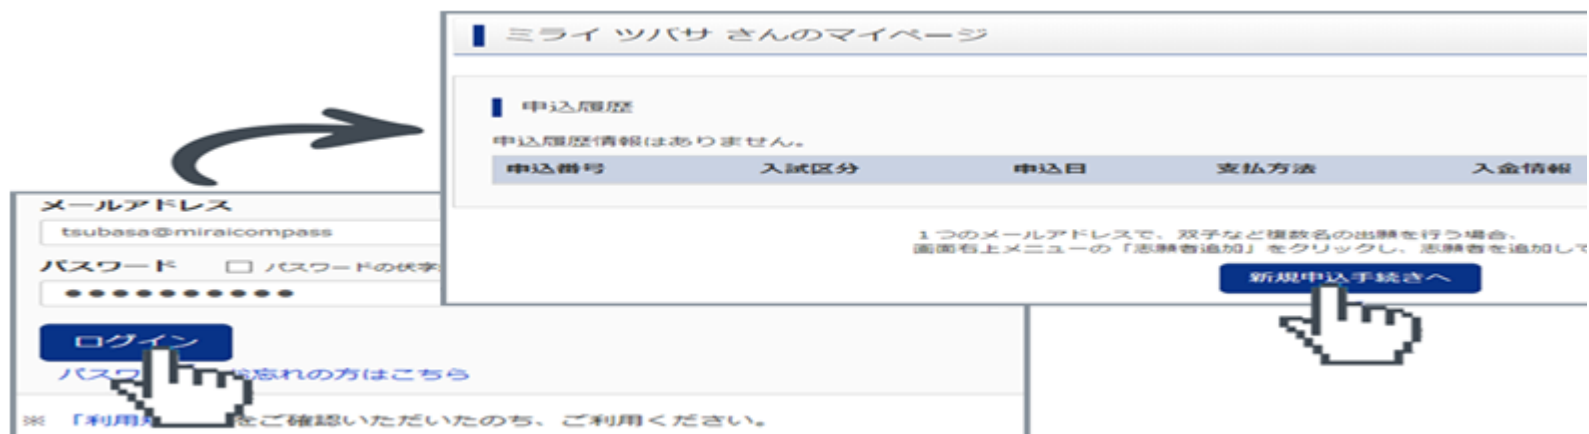 ミライ ツバサ さんのマイページ
申込履歴
申込履歴情報はありません。
申込番号 入試区分 申込日 支払方法 入金情報
1つのメールアドレスで、双子など複数名の出願を行う場合、
画面右上メニューの「志願者追加」をクリックし、志願者を追加して
新規申込手続きへ
メールアドレス
tsubasa@miraicompass
パスワード パスワードの伏字
●●●●●●●●●●
ログイン
パスワ 忘れの方はこちら
※ 「利用 をご確認いただいたのち、ご利用ください。